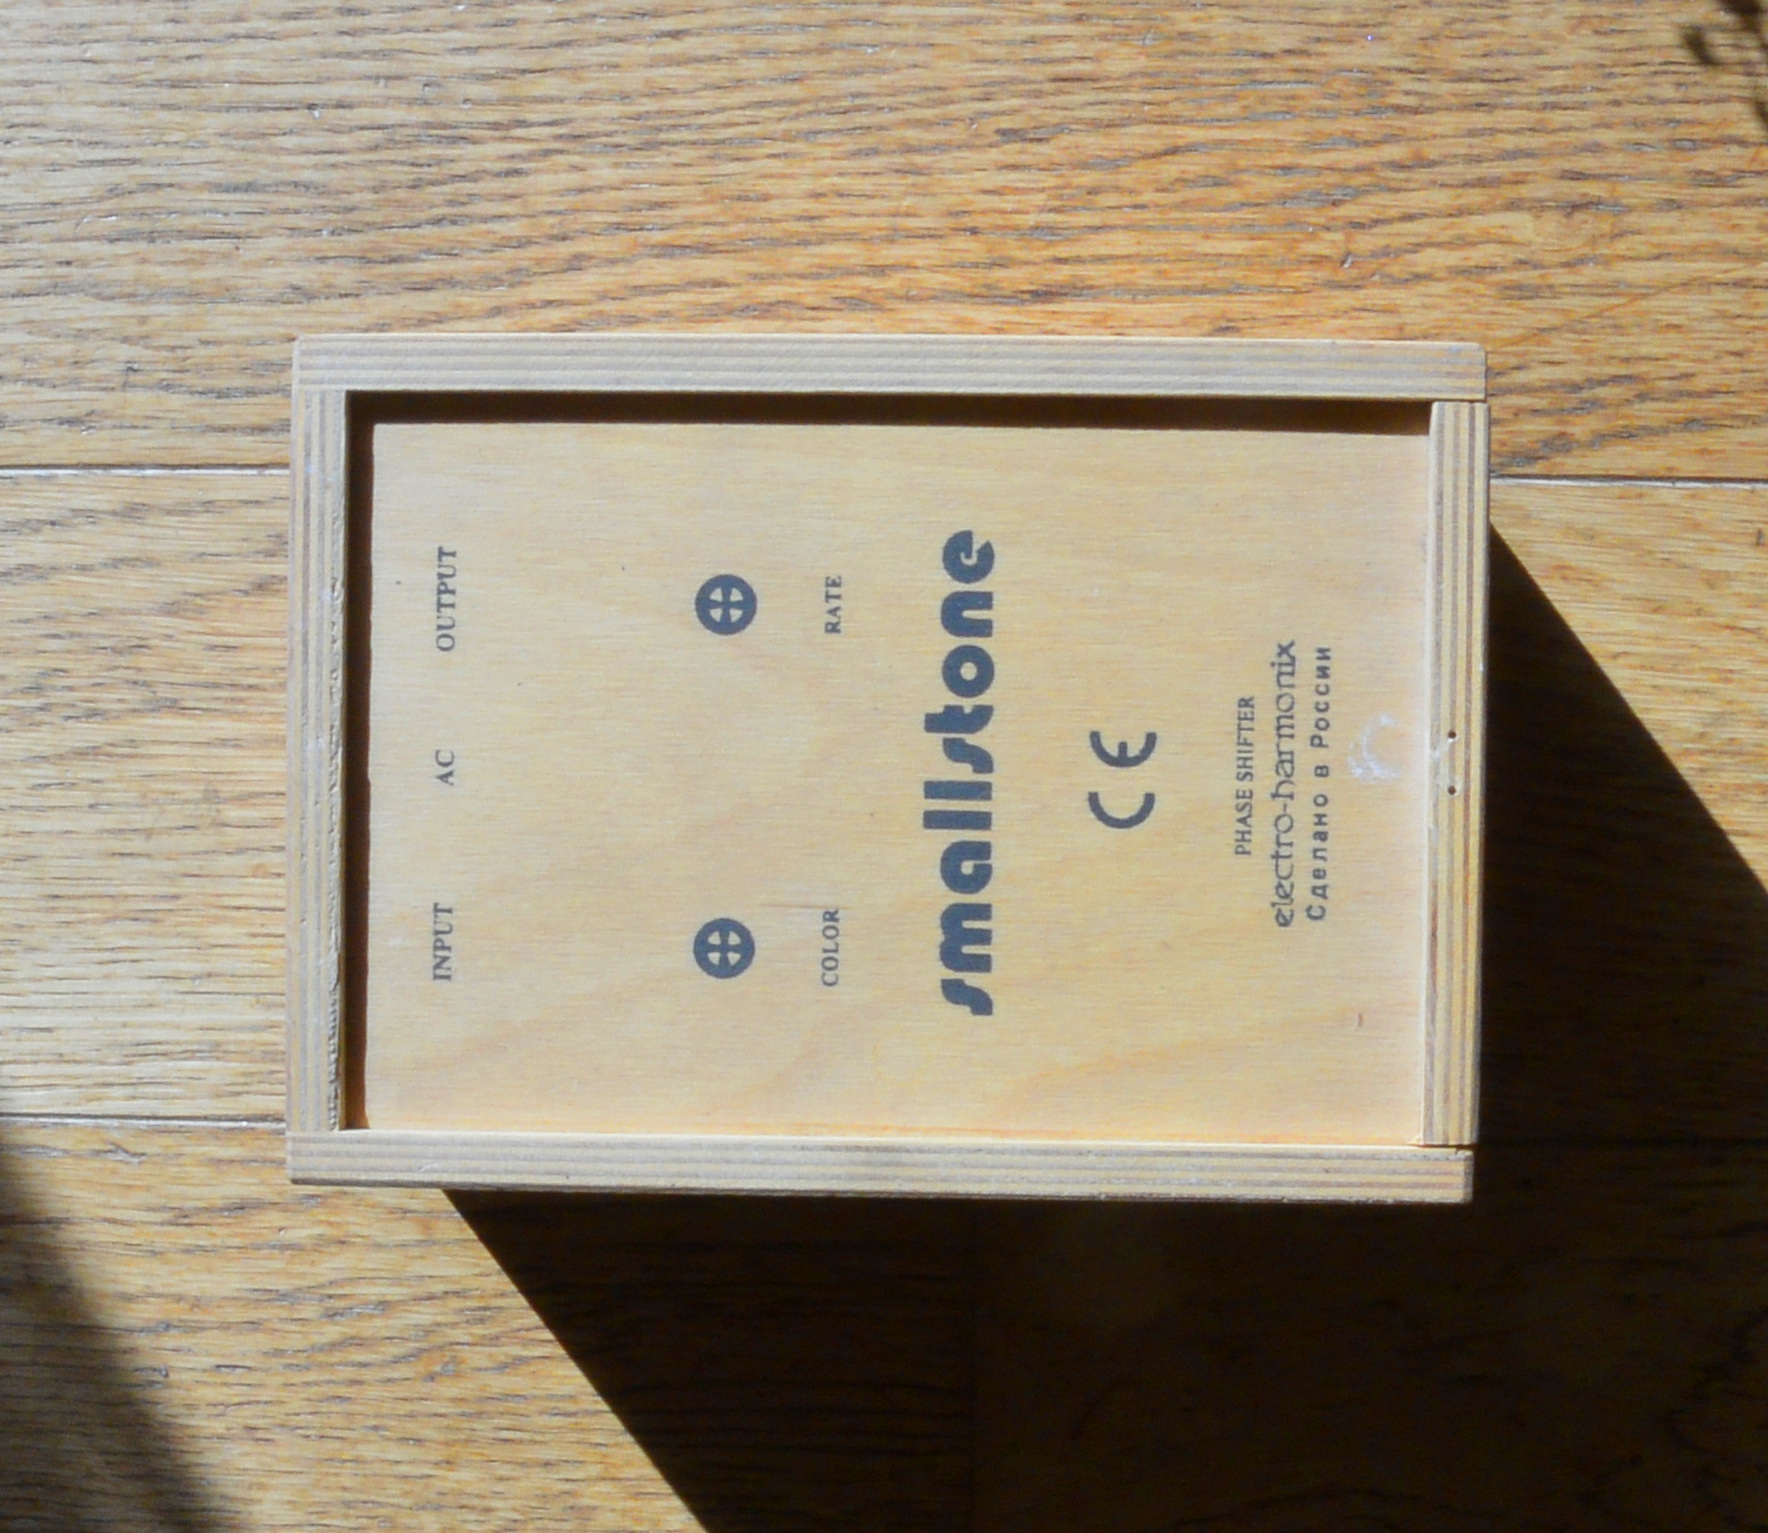 INPUT AC OUTPUT
COLOR RATE
smallstone
CE
PHASE SHIFTER
electro-harmonix
Сделано в России